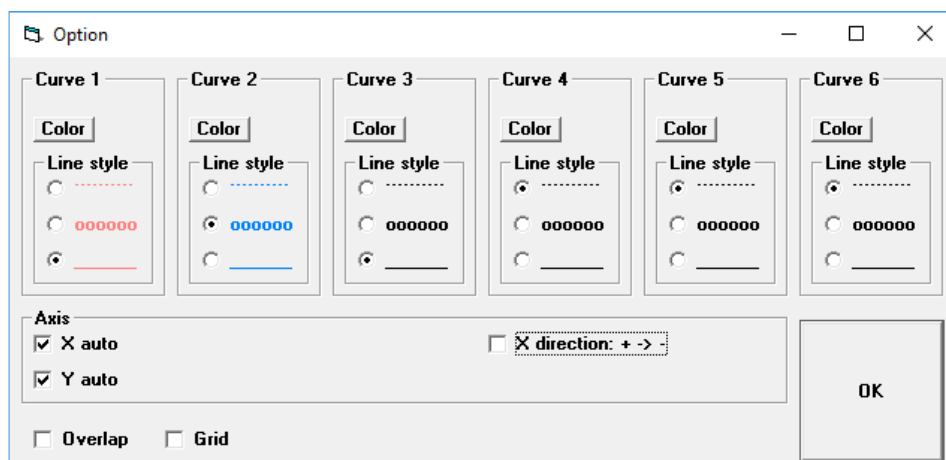 Option
Curve 1 Curve 2 Curve 3 Curve 4 Curve 5 Curve 6
Color Color Color Color Color Color
Line style Line style Line style Line style Line style Line style
---------- ---------- ---------- ---------- ---------- ----------
oooooo oooooo oooooo oooooo oooooo oooooo
Axis
X auto X direction: + -> -
Y auto
OK
Overlap Grid